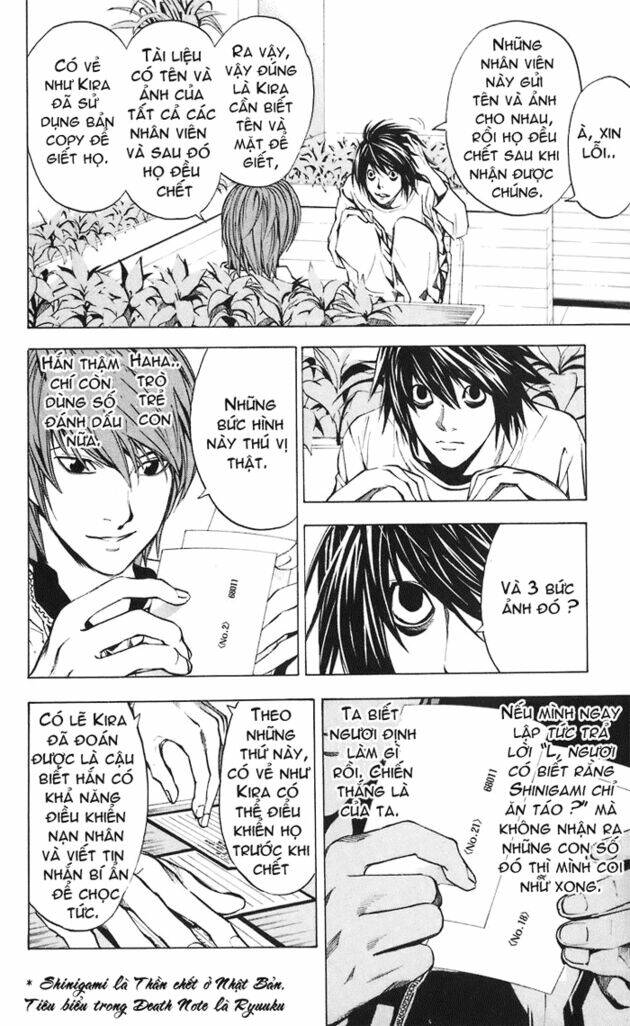 À, XIN
LỖI..
NHỮNG
NHÂN VIÊN
NÀY GỬI
TÊN VÀ ẢNH
CHO NHAU,
RỒI HỌ ĐỀU
CHẾT SAU KHI
NHẬN ĐƯỢC
CHÚNG.
RA VẬY,
VẬY ĐÚNG
LÀ KIRA
CẦN BIẾT
TÊN VÀ
MẶT ĐỂ
GIẾT,
TÀI LIỆU
CÓ TÊN VÀ
ẢNH CỦA
TẤT CẢ CÁC
NHÂN VIÊN
VÀ SAU ĐÓ
HỌ ĐỀU
CHẾT
CÓ VẺ
NHƯ KIRA
ĐÃ SỬ
DỤNG BẢN
COPY ĐỂ
GIẾT HỌ.
VÀ 3 BỨC
ẢNH ĐÓ ?
NHỮNG
BỨC HÌNH
NÀY THÚ VỊ
THẬT.
HAHA..
TRÒ
TRẺ
CON
HẮN THẬM
CHÍ CÒN
DÙNG SỐ
ĐÁNH DẤU
NỮA.
68011
(No.2)
NẾU MÌNH NGAY
LẬP TỨC TRẢ
LỜI "L, NGƯƠI
CÓ BIẾT RẰNG
SHINIGAMI CHỈ
ĂN TÁO ?" MÀ
KHÔNG NHẬN RA
NHỮNG CON SỐ
ĐÓ THÌ MÌNH COI
NHƯ XONG.
TA BIẾT
NGƯƠI ĐỊNH
LÀM GÌ
RỒI. CHIẾN
THẮNG LÀ
CỦA TA.
68011
(No.21)
(No.18)
THEO
NHỮNG
THỨ NÀY,
CÓ VẺ NHƯ
KIRA CÓ
THỂ ĐIỀU
KHIỂN HỌ
TRƯỚC KHI
CHẾT
CÓ LẼ KIRA
ĐÃ ĐOÁN
ĐƯỢC LÀ CẬU
BIẾT HẮN CÓ
KHẢ NĂNG
ĐIỀU KHIỂN
NẠN NHÂN
VÀ VIẾT TIN
NHẮN BÍ ẨN
ĐỂ CHỌC
TỨC.
* Shinigami là Thần chết ở Nhật Bản.
Tiêu biểu trong Death Note là Ryuuku